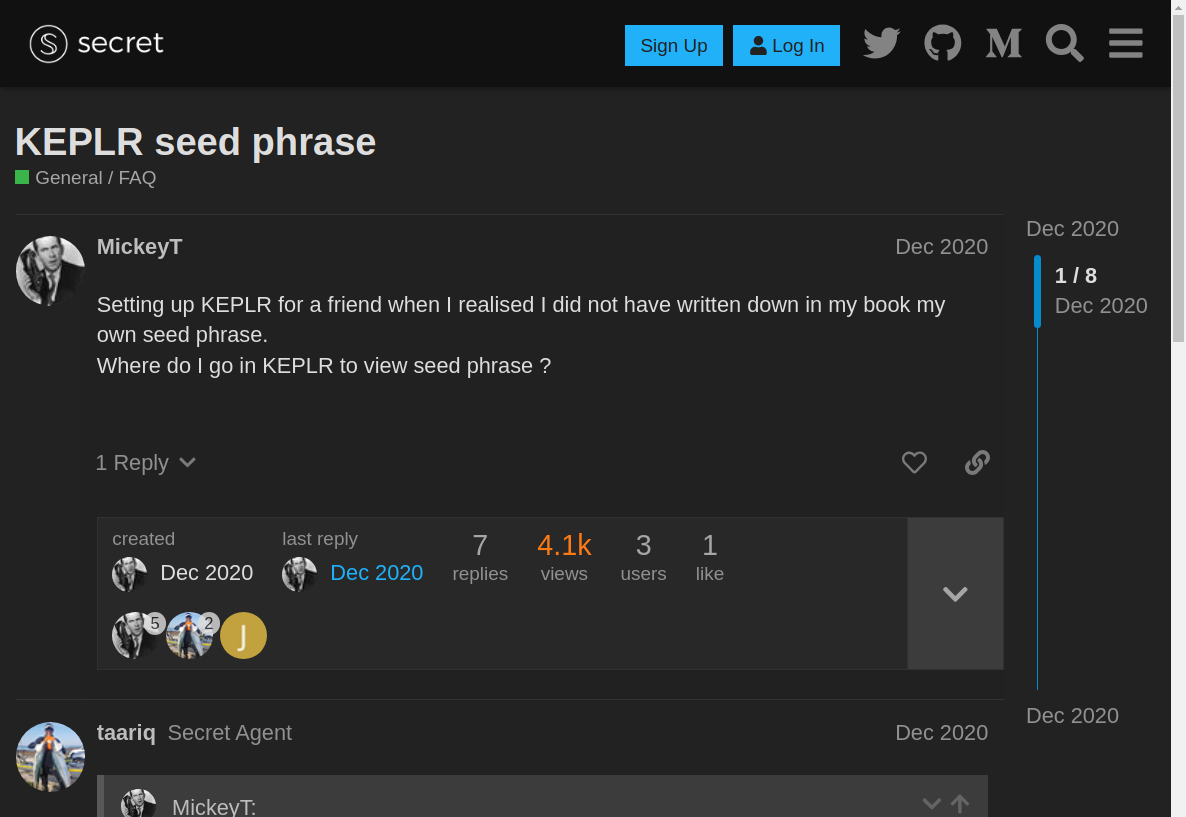 secret
Sign Up
Log In
KEPLR seed phrase
General / FAQ
MickeyT
Dec 2020
Setting up KEPLR for a friend when I realised I did not have written down in my book my
own seed phrase.
Where do I go in KEPLR to view seed phrase ?
1 Reply
created
Dec 2020
last reply
Dec 2020
7
replies
4.1k
views
3
users
1
like
5
2
J
Dec 2020
1 / 8
Dec 2020
Dec 2020
taariq Secret Agent
Dec 2020
MickeyT: